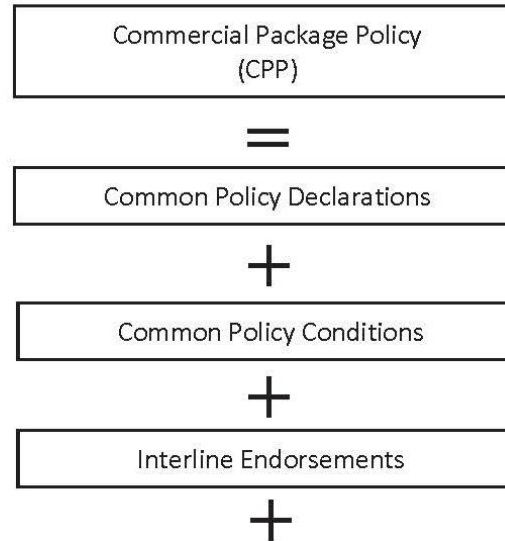 Commercial Package Policy
(CPP)
=
Common Policy Declarations
+
Common Policy Conditions
+
Interline Endorsements
+